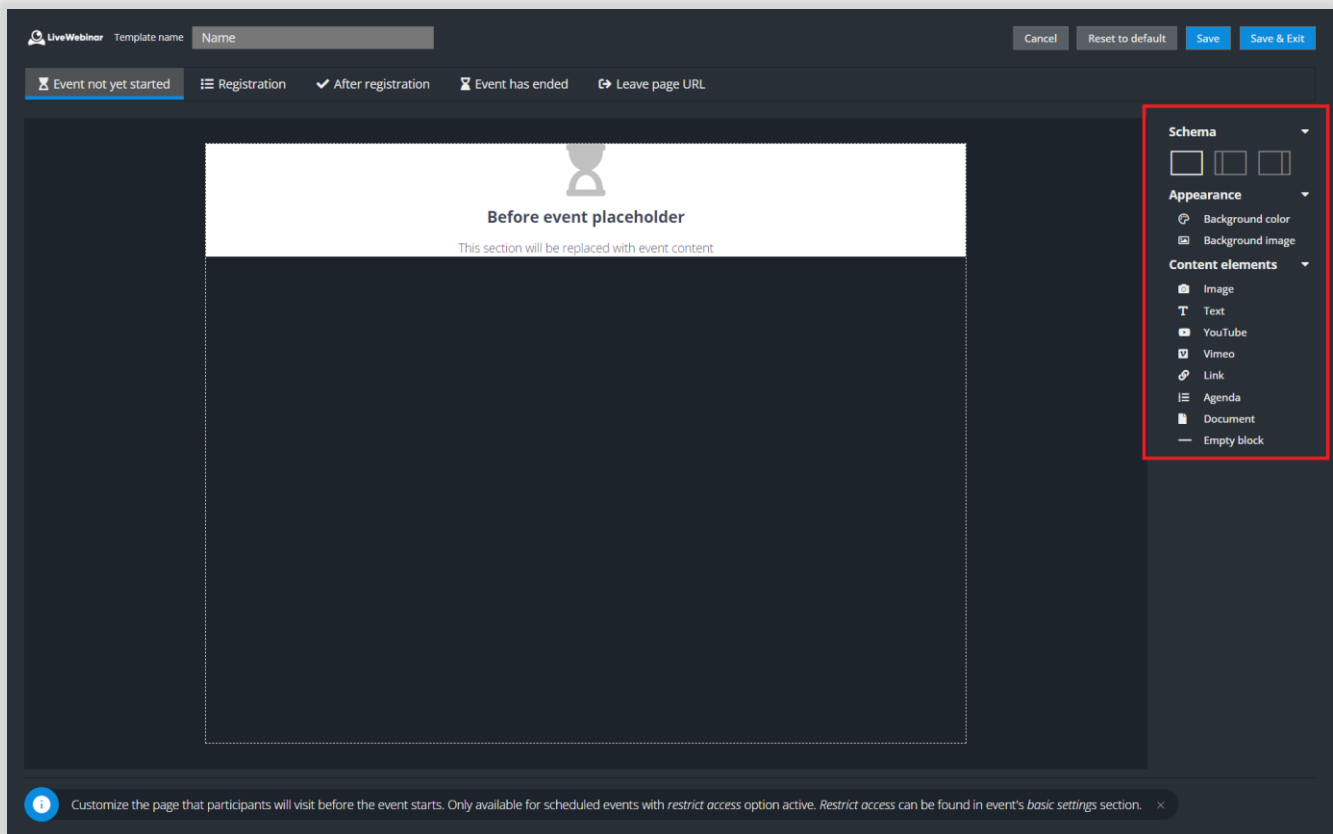 LiveWebinar Template name Name Cancel Reset to default Save Save & Exit
Event not yet started Registration After registration Event has ended Leave page URL
Schema
Before event placeholder
This section will be replaced with event content
Appearance
Background color
Background image
Content elements
Image
Text
YouTube
Vimeo
Link
Agenda
Document
Empty block
Customize the page that participants will visit before the event starts. Only available for scheduled events with restrict access option active. Restrict access can be found in event's basic settings section.